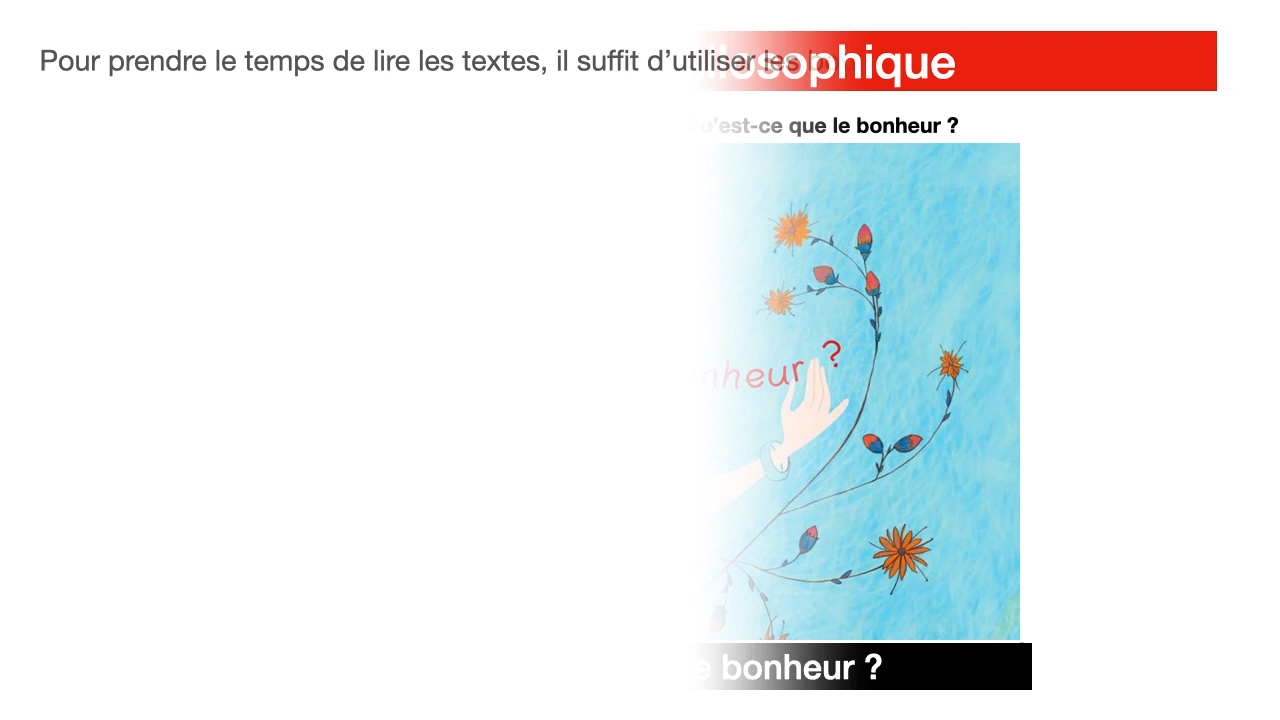 Pour prendre le temps de lire les textes, il suffit d’utiliser les
losophique
u’est-ce que le bonheur ?
nheur ?
e bonheur ?